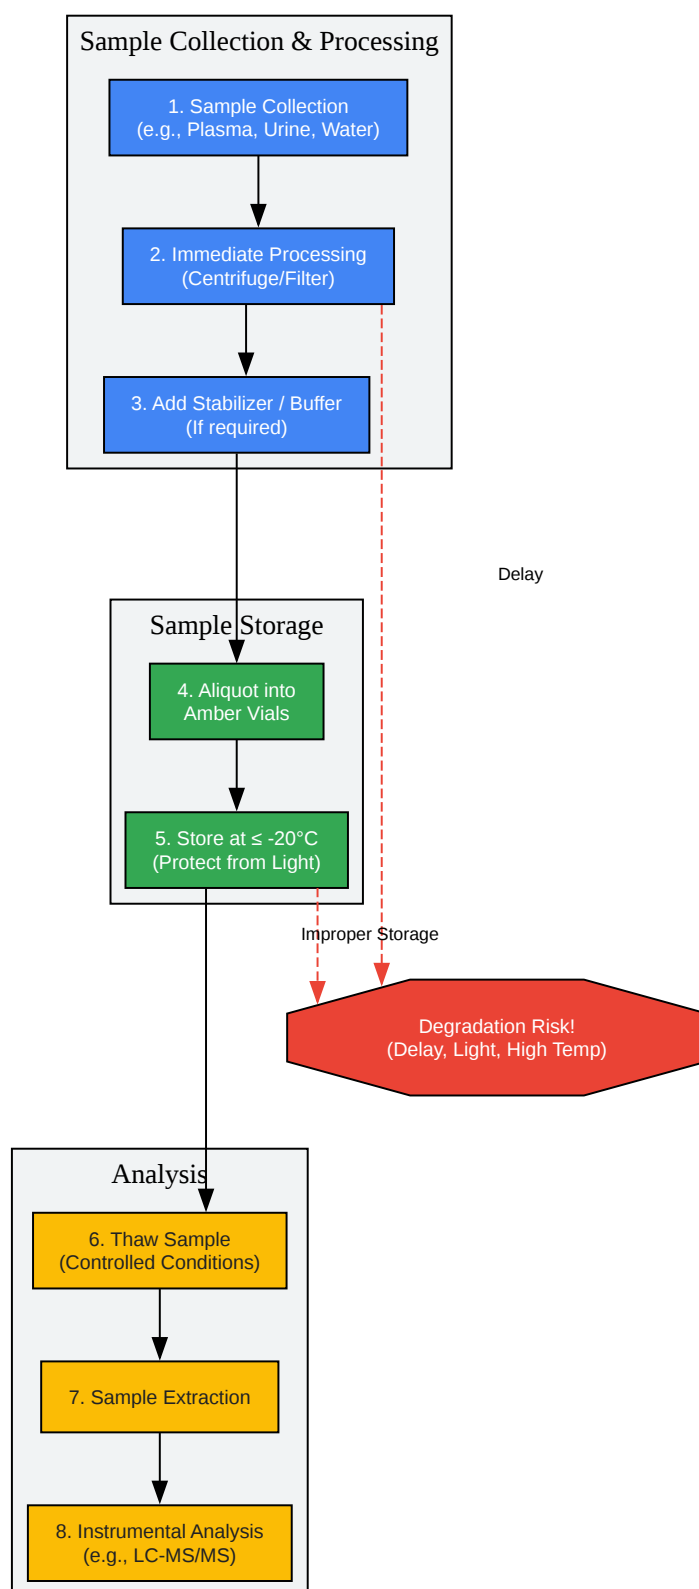 Sample Collection & Processing
1. Sample Collection
(e.g., Plasma, Urine, Water)
2. Immediate Processing
(Centrifuge/Filter)
3. Add Stabilizer / Buffer
(If required)
Delay
Sample Storage
4. Aliquot into
Amber Vials
5. Store at ≤ -20°C
(Protect from Light)
Improper Storage
Degradation Risk!
(Delay, Light, High Temp)
Analysis
6. Thaw Sample
(Controlled Conditions)
7. Sample Extraction
8. Instrumental Analysis
(e.g., LC-MS/MS)